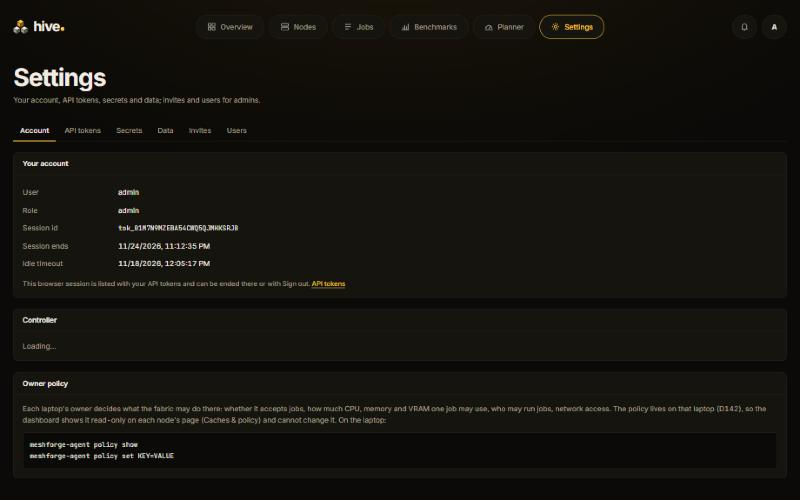 hive.
Overview
Nodes
Jobs
Benchmarks
Planner
Settings
A
Settings
Your account, API tokens, secrets and data; invites and users for admins.
Account
API tokens
Secrets
Data
Invites
Users
Your account
User admin
Role admin
Session id
Session ends 11/24/2026, 11:12:35 PM
Idle timeout 11/18/2026, 12:05:17 PM
This browser session is listed with your API tokens and can be ended there or with Sign out. API tokens
Controller
Loading...
Owner policy
Each laptop's owner decides what the fabric may do there: whether it accepts jobs, how much CPU, memory and VRAM one job may use, who may run jobs, network access. The policy lives on that laptop (D142), so the
dashboard shows it read-only on each node's page (Caches & policy) and cannot change it. On the laptop:
meshforge-agent policy show
meshforge-agent policy set KEY=VALUE